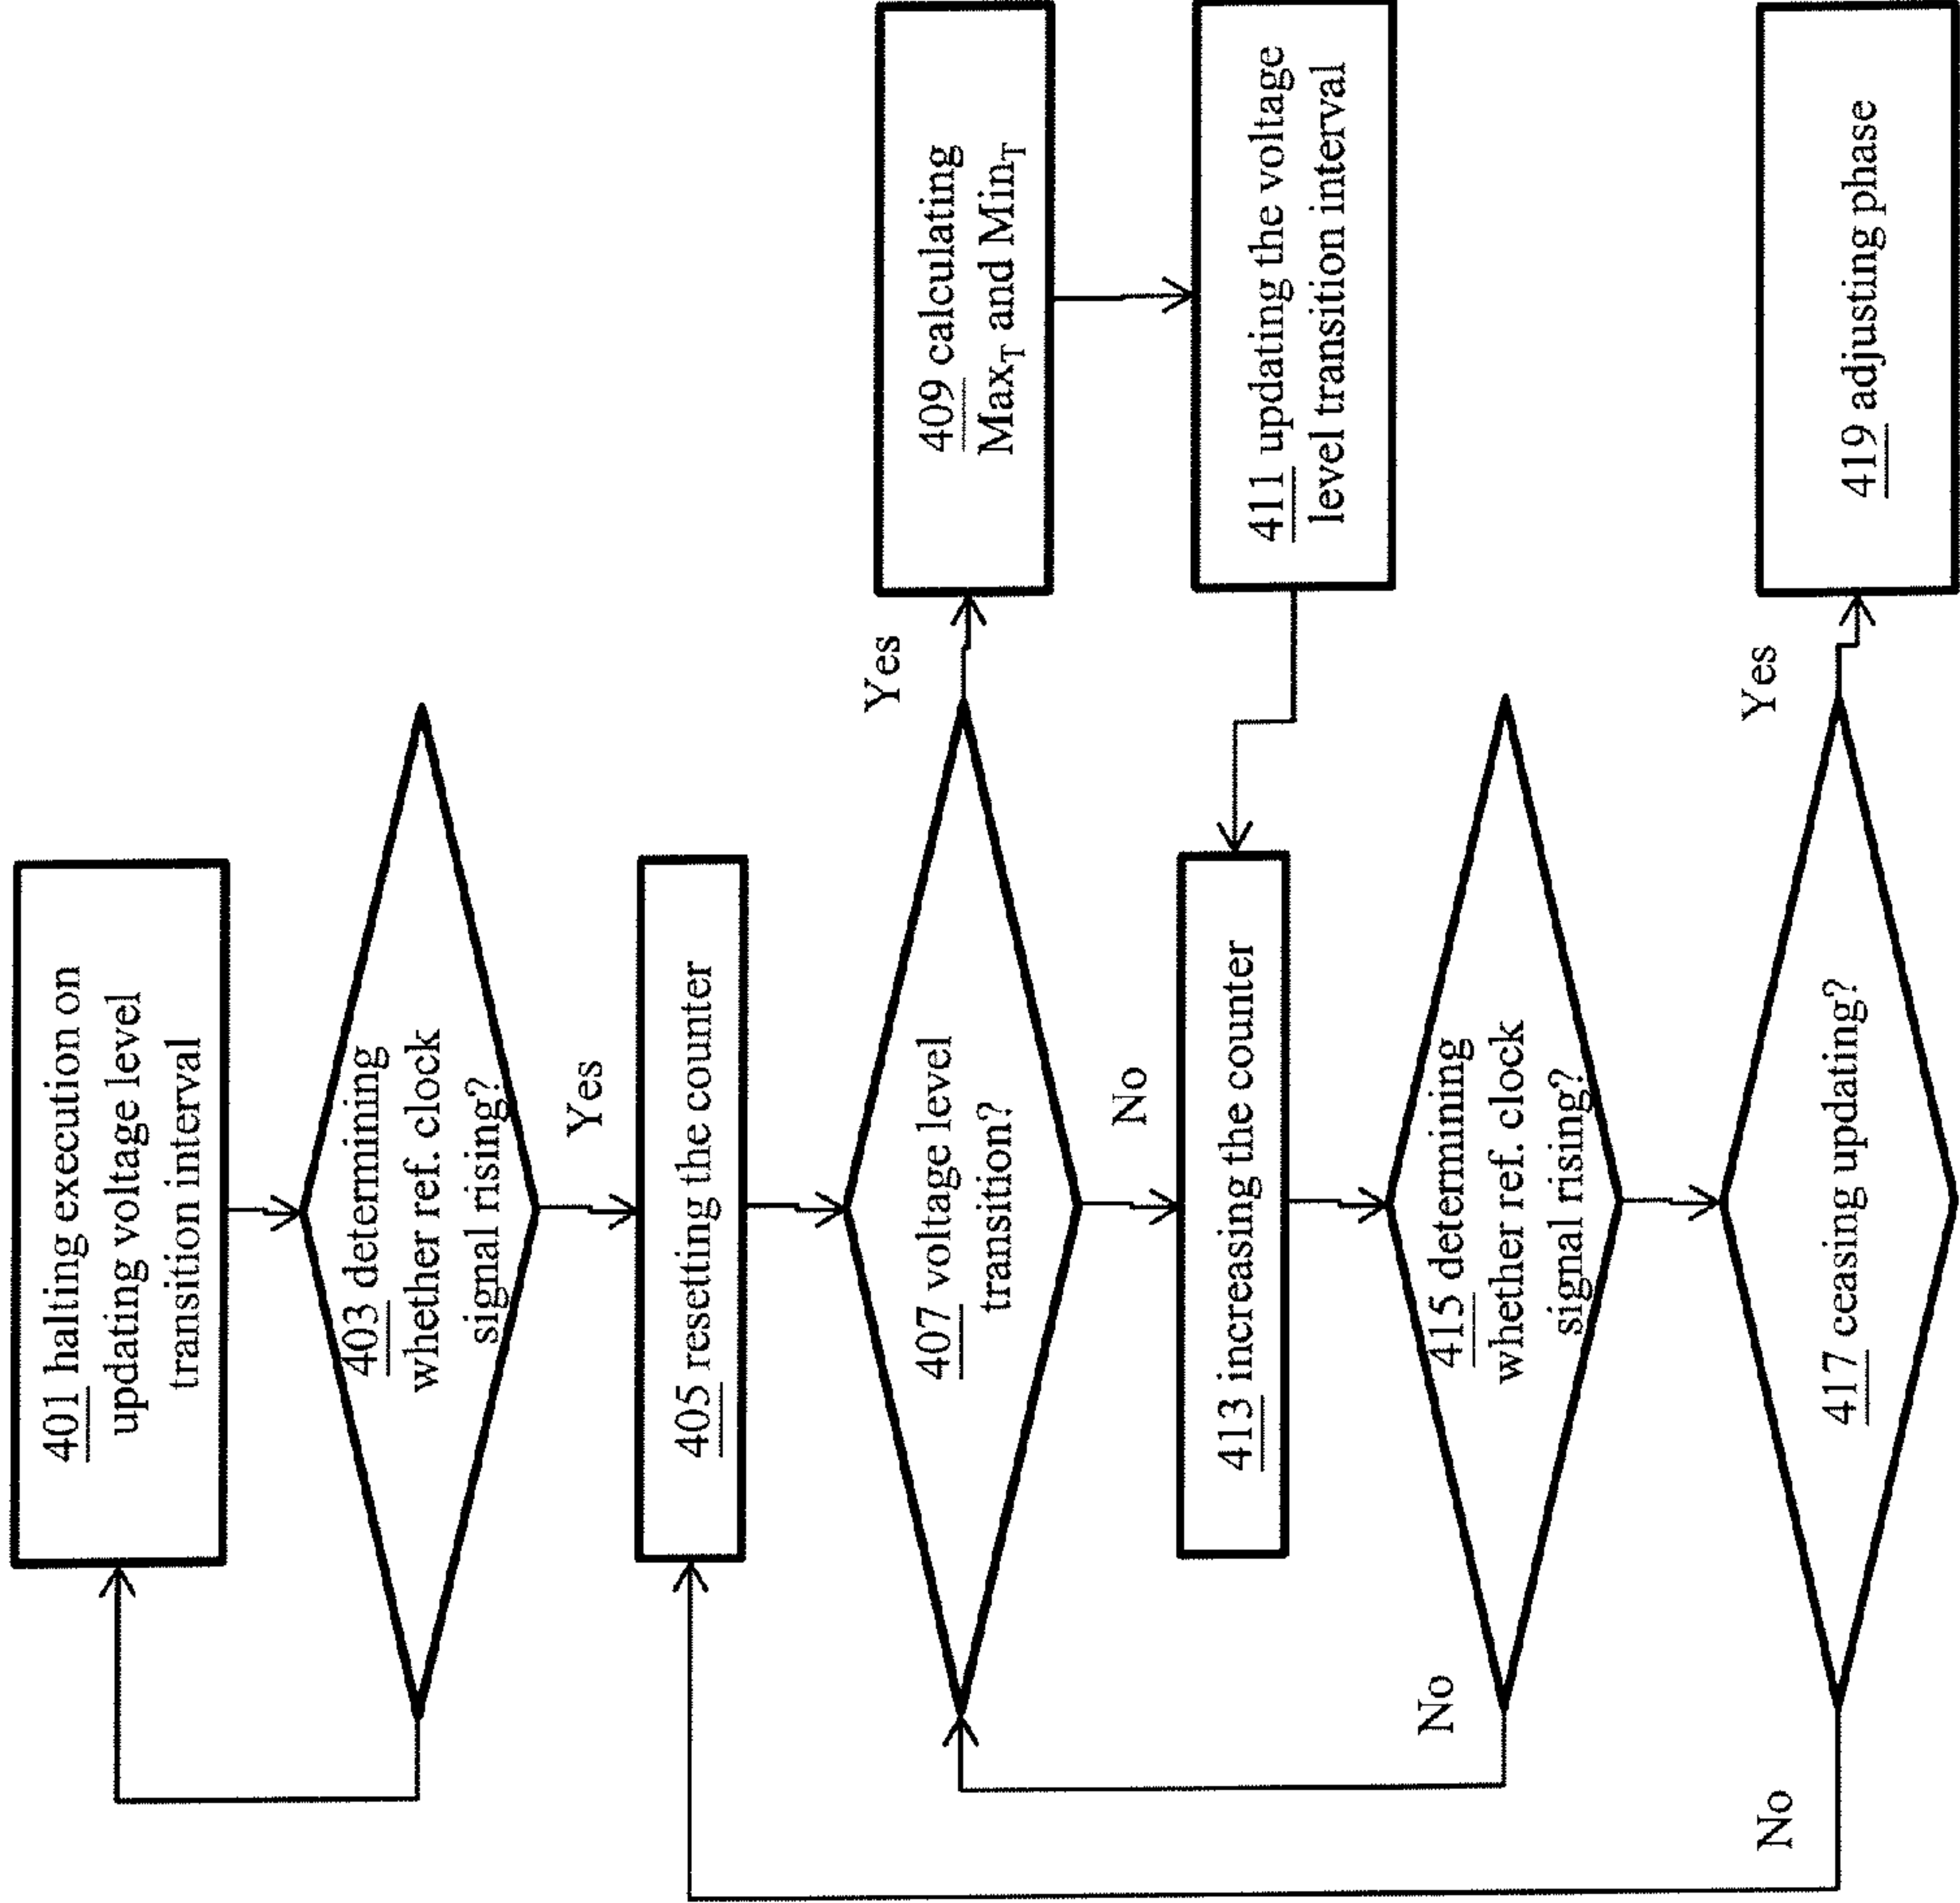 401 halting execution on
updating voltage level
transition interval
403 determining
whether ref. clock
signal rising?
Yes
405 resetting the counter
407 voltage level
transition?
Yes
409 calculating
Max_T and Min_T
411 updating the voltage
level transition interval
No
413 increasing the counter
415 determining
whether ref. clock
signal rising?
No
417 ceasing updating?
Yes
419 adjusting phase
No